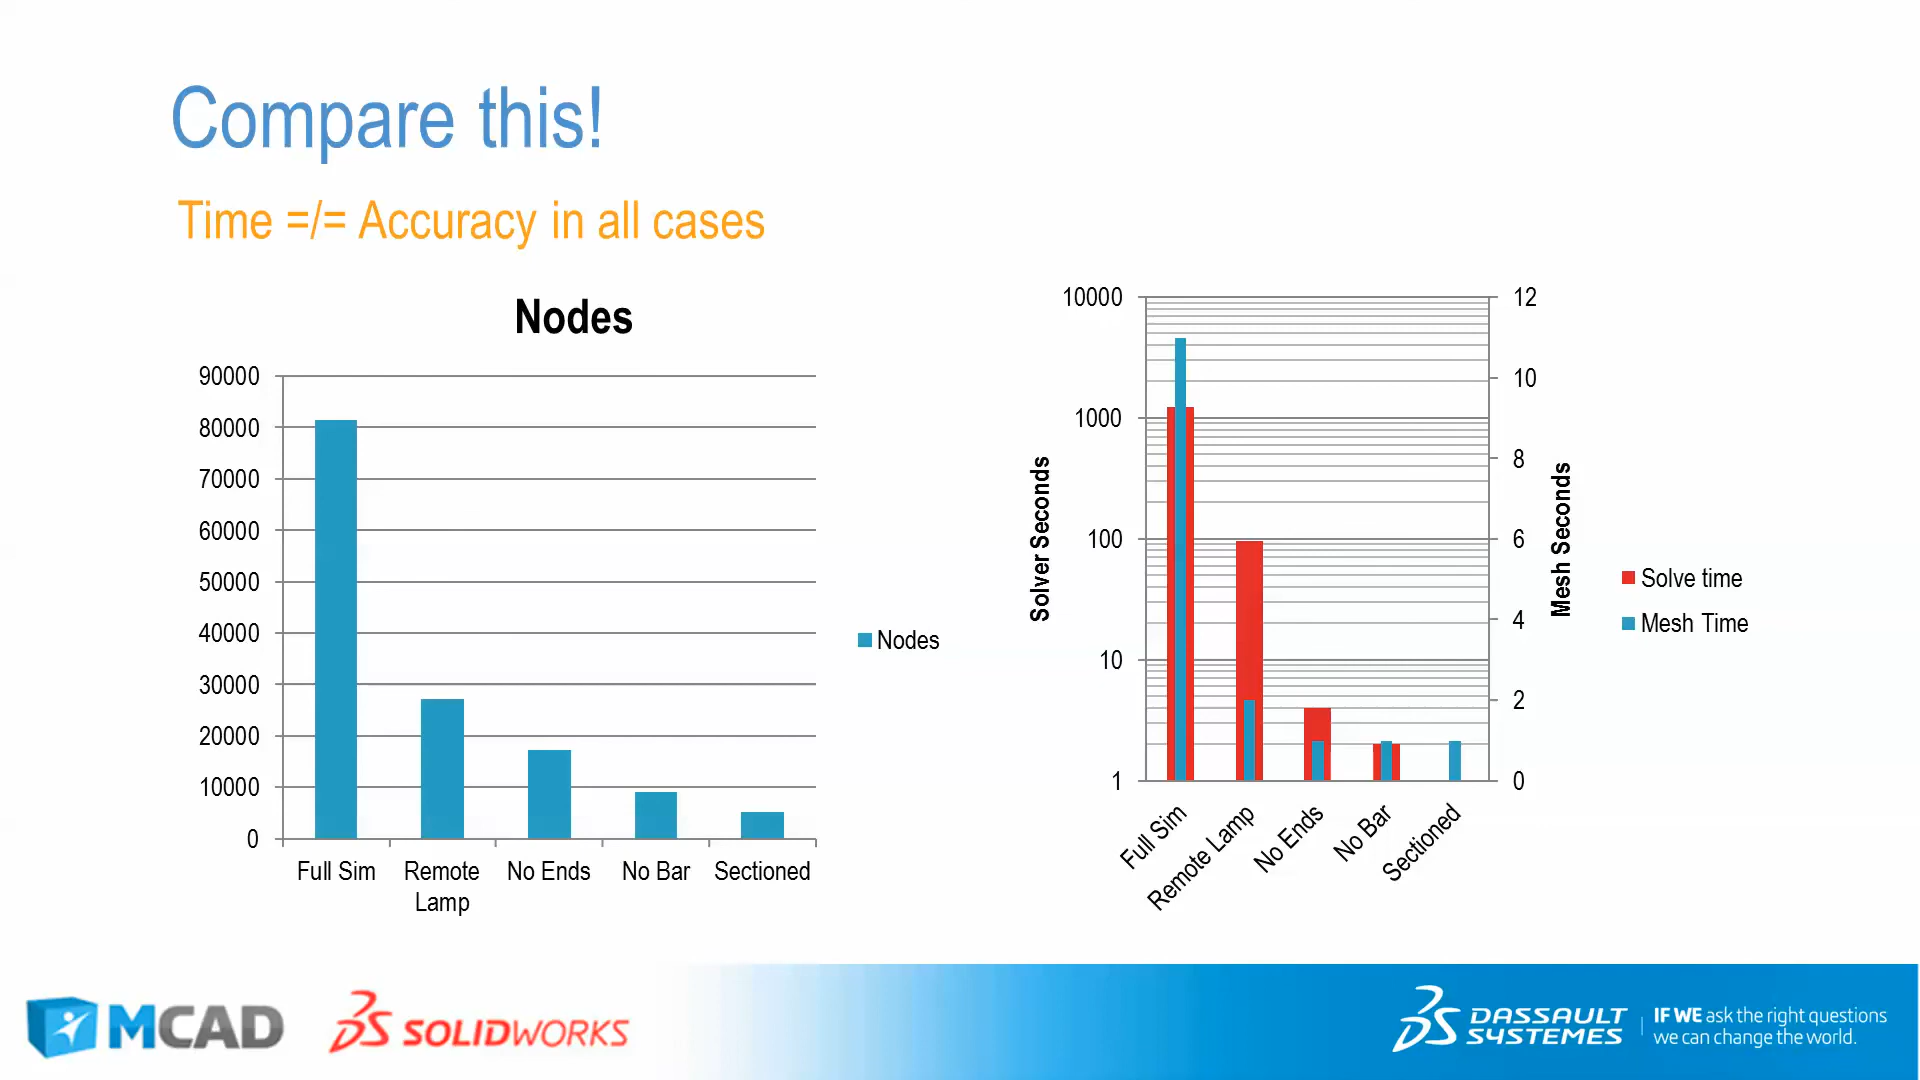 Compare this!
Time =/= Accuracy in all cases
Nodes
90000
80000
70000
60000
50000
40000
30000
20000
10000
0
Full Sim
Remote Lamp
No Ends
No Bar
Sectioned
Nodes
10000
1000
100
10
1
Solver Seconds
12
10
8
6
4
2
0
Mesh Seconds
Full Sim
Remote Lamp
No Ends
No Bar
Sectioned
Solve time
Mesh Time
MCAD
SOLIDWORKS
DASSAULT
SYSTEMES
IF WE ask the right questions
we can change the world.